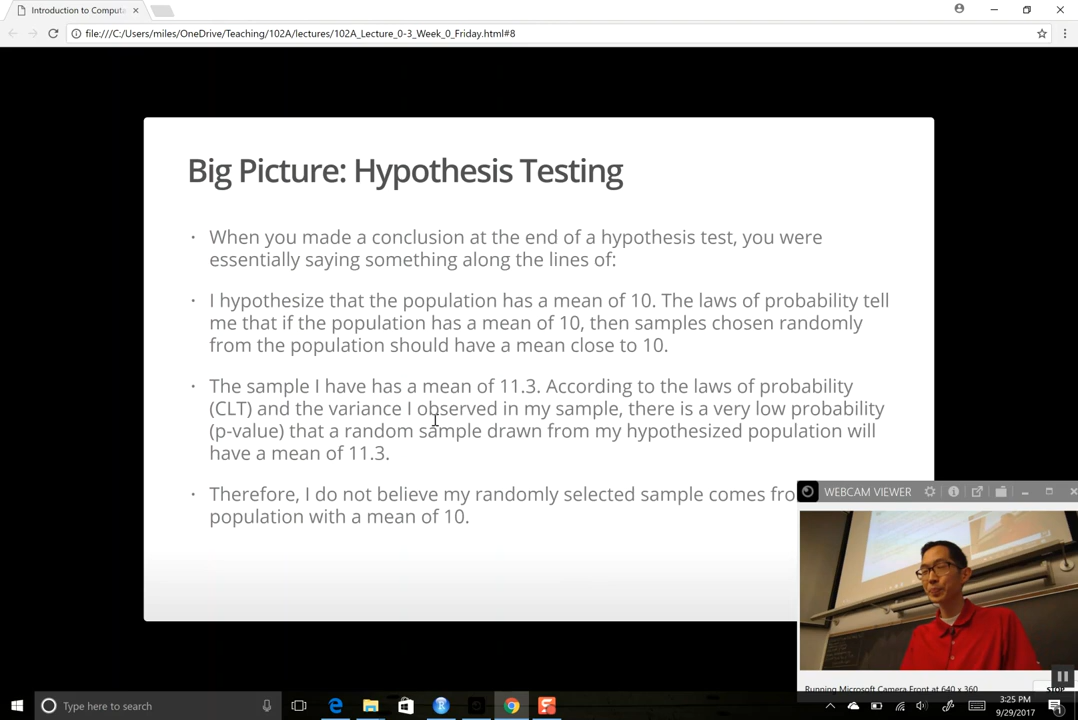 Introduction to Computa
file:///C:/Users/miles/OneDrive/Teaching/102A/lectures/102A_Lecture_0-3_Week_0_Friday.html#8
Big Picture: Hypothesis Testing
· When you made a conclusion at the end of a hypothesis test, you were
essentially saying something along the lines of:
· I hypothesize that the population has a mean of 10. The laws of probability tell
me that if the population has a mean of 10, then samples chosen randomly
from the population should have a mean close to 10.
· The sample I have has a mean of 11.3. According to the laws of probability
(CLT) and the variance I observed in my sample, there is a very low probability
(p-value) that a random sample drawn from my hypothesized population will
have a mean of 11.3.
· Therefore, I do not believe my randomly selected sample comes fro
population with a mean of 10.
WEBCAM VIEWER
Running Microsoft Camera Front at 640 x 360
STOP
Type here to search
3:25 PM
9/29/2017